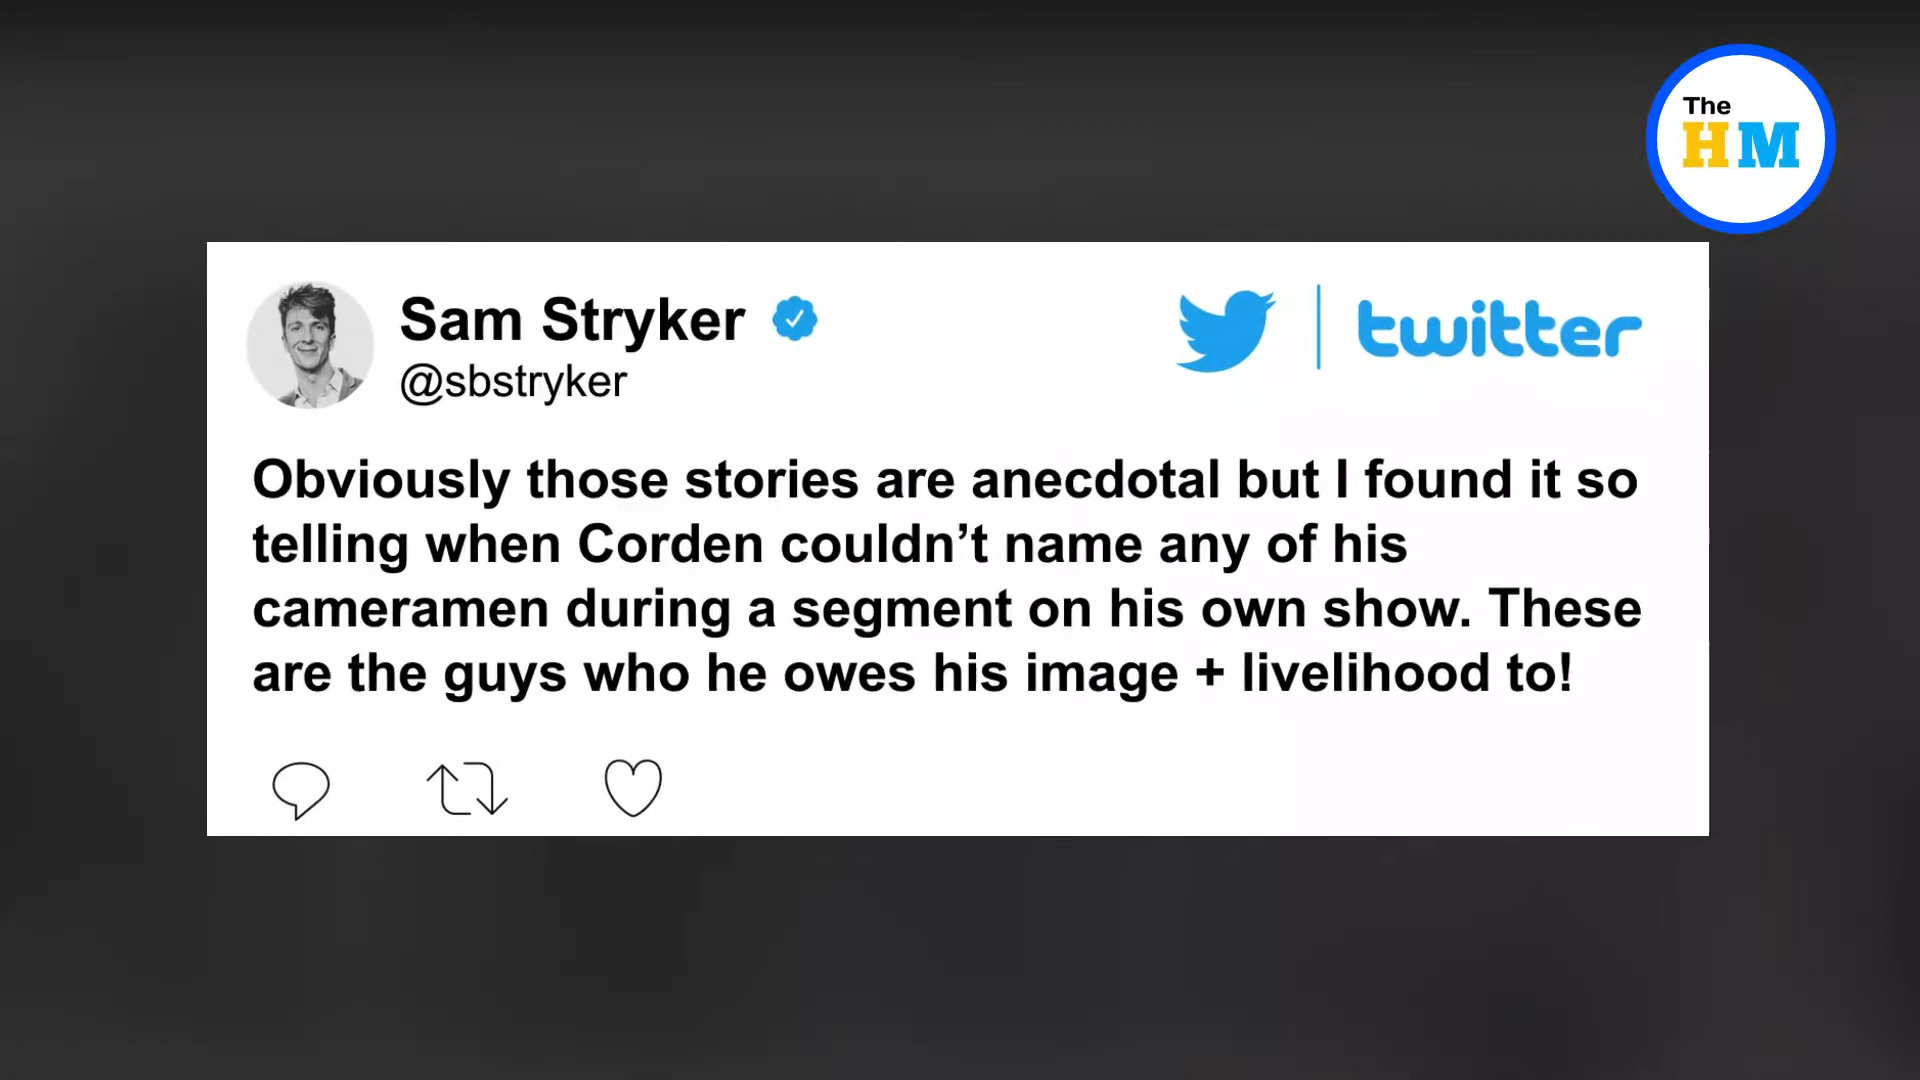 The
HM
Sam Stryker
twitter
@sbstryker
Obviously those stories are anecdotal but I found it so
telling when Corden couldn’t name any of his
cameramen during a segment on his own show. These
are the guys who he owes his image + livelihood to!